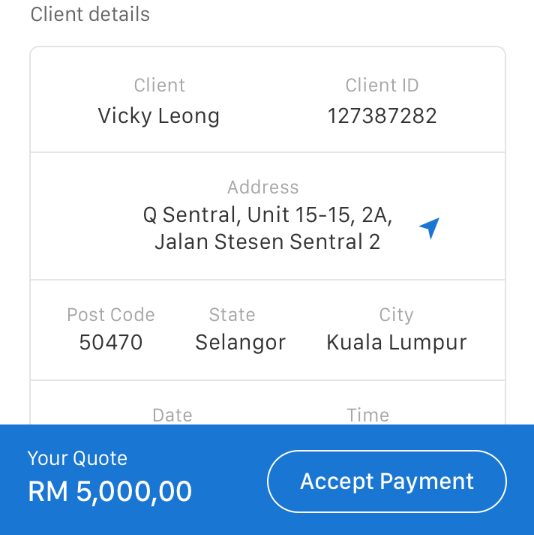 Client details
Client Client ID
Vicky Leong 127387282
Address
Q Sentral, Unit 15-15, 2A,
Jalan Stesen Sentral 2
Post Code State City
50470 Selangor Kuala Lumpur
Date Time
Your Quote
RM 5,000,00
Accept Payment